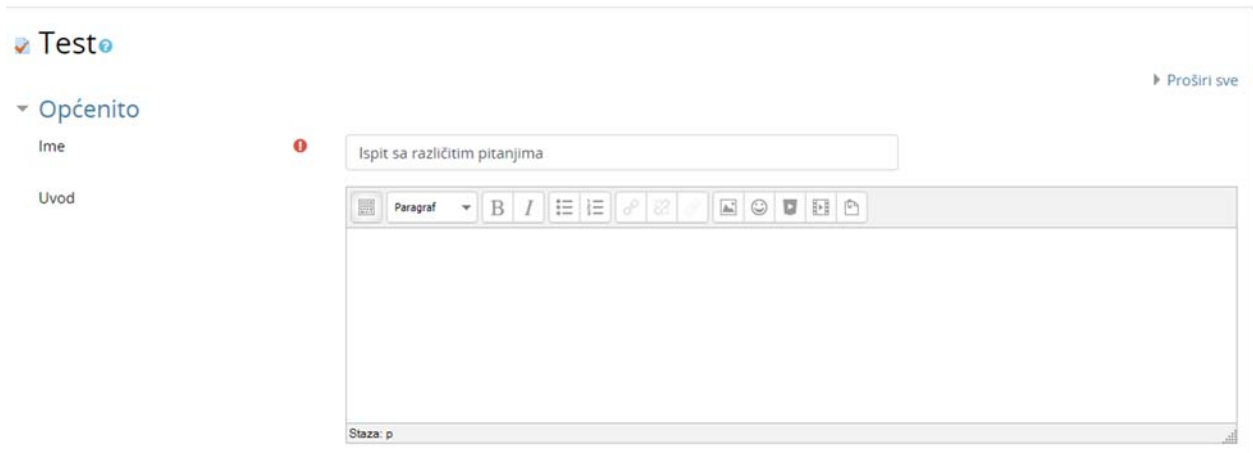 Test
Proširi sve
Općenito
Ime
Ispit sa različitim pitanjima
Uvod
Paragraf
B I
Staza: p